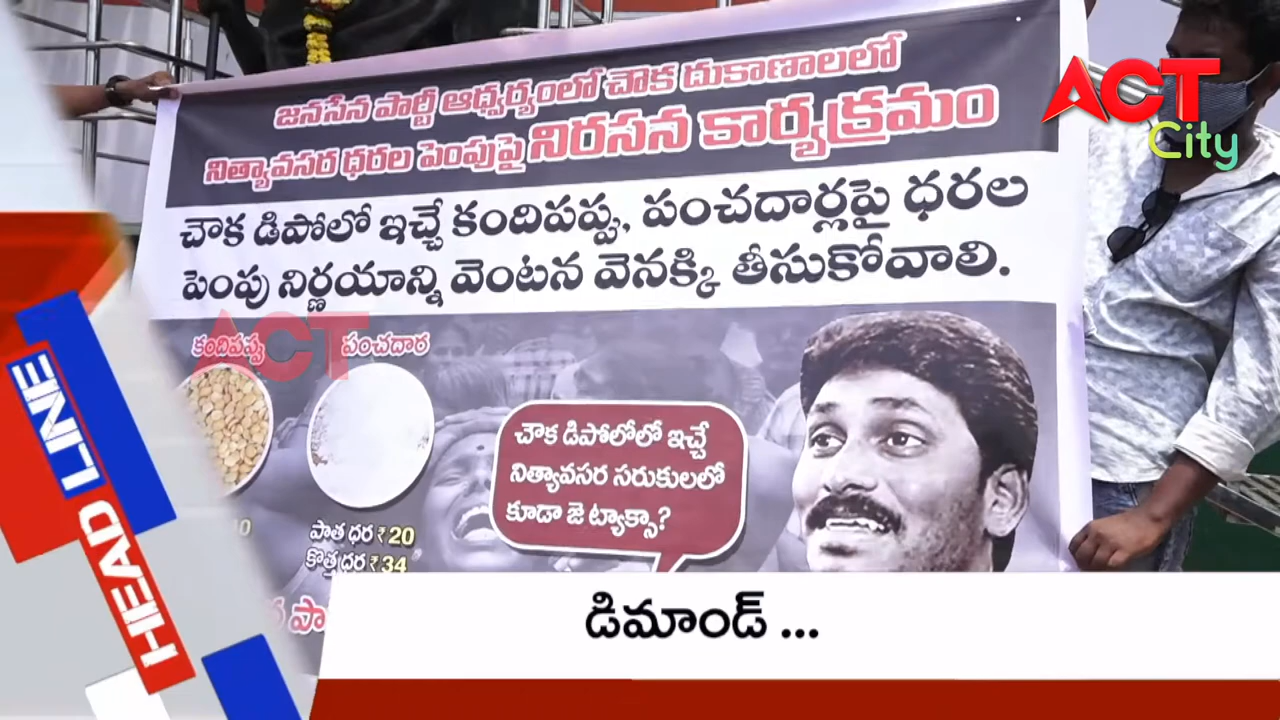 జనసేన పార్టీ ఆధ్వర్యంలో చౌక దుకాణాలలో
నిత్యావసర ధరల పెంపుపై నిరసన కార్యక్రమం
చౌక డిపోలో ఇచ్చే కందిపప్పు, పంచదార్లపై ధరల
పెంపు నిర్ణయాన్ని వెంటనే వెనక్కి తీసుకోవాలి.
కందిపప్పు
పంచదార
ACT
చౌక డిపోలోలో ఇచ్చే
నిత్యావసర సరుకులలో
కూడా జె ట్యాక్సా?
పాత ధర ₹ 20
కొత్త ధర ₹ 34
ACT
City
HEAD LINE
డిమాండ్ ...